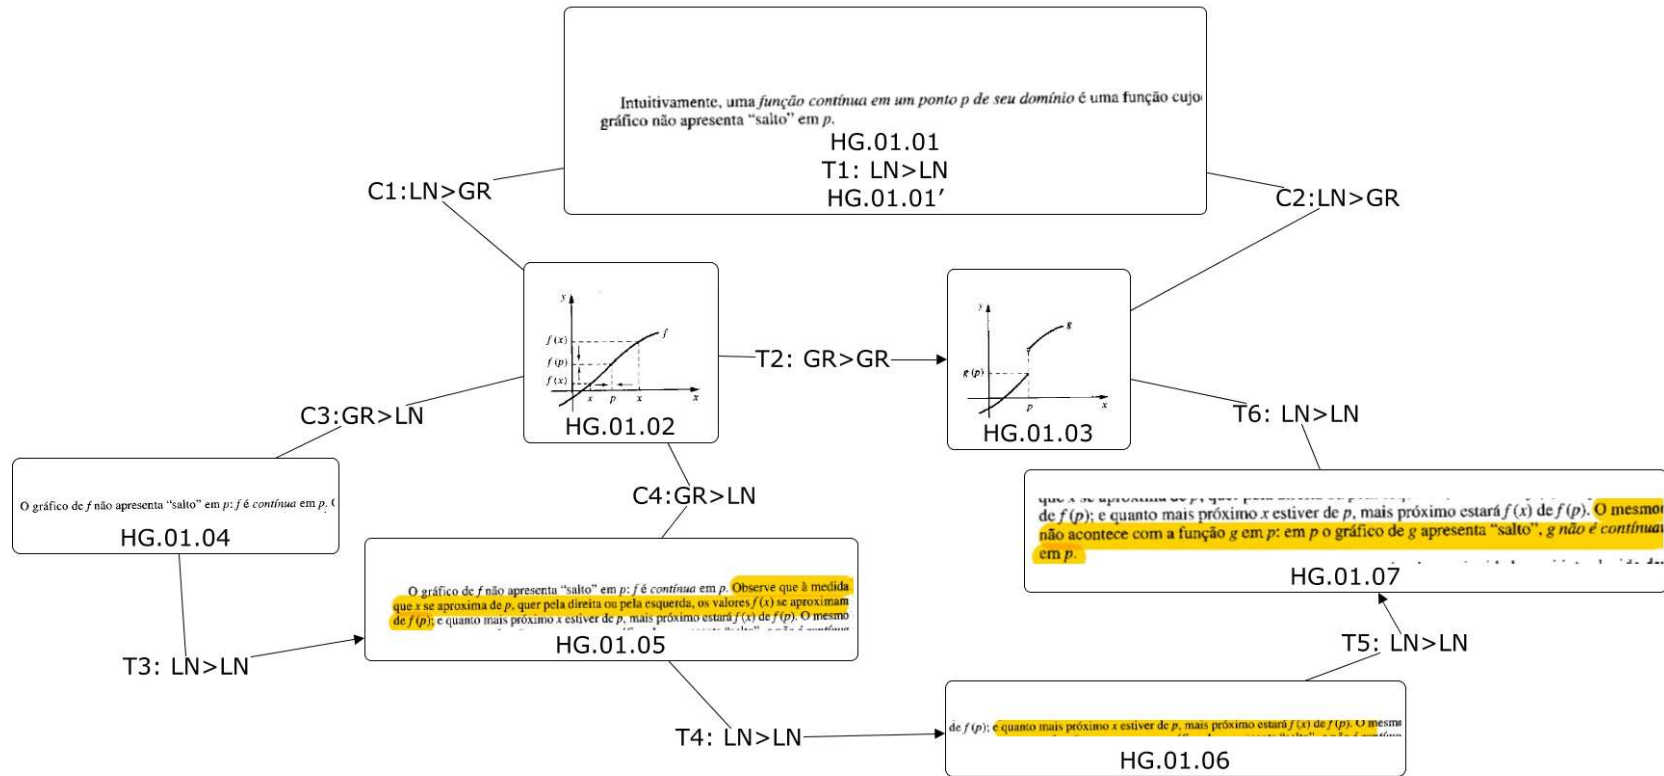 Intuitivamente, uma função contínua em um ponto p de seu domínio é uma função cujo
gráfico não apresenta “salto” em p.
HG.01.01
T1: LN>LN
HG.01.01’
C1:LN>GR
C2:LN>GR
y
f
f (x)
f (p)
f (x)
x p x x
HG.01.02
T2: GR>GR
y
g
g (p)
p x
HG.01.03
C3:GR>LN
T6: LN>LN
C4:GR>LN
O gráfico de f não apresenta “salto” em p: f é contínua em p.
HG.01.04
que x se aproxima de p, quer pela
de f (p); e quanto mais próximo x estiver de p, mais próximo estará f (x) de f (p). O mesmo
não acontece com a função g em p: em p o gráfico de g apresenta “salto”, g não é contínua
em p.
HG.01.07
O gráfico de f não apresenta “salto” em p: f é contínua em p. Observe que à medida
que x se aproxima de p, quer pela direita ou pela esquerda, os valores f (x) se aproximam
de f (p); e quanto mais próximo x estiver de p, mais próximo estará f (x) de f (p). O mesmo
HG.01.05
T3: LN>LN
T5: LN>LN
T4: LN>LN
de f (p); e quanto mais próximo x estiver de p, mais próximo estará f (x) de f (p). O mesm
HG.01.06